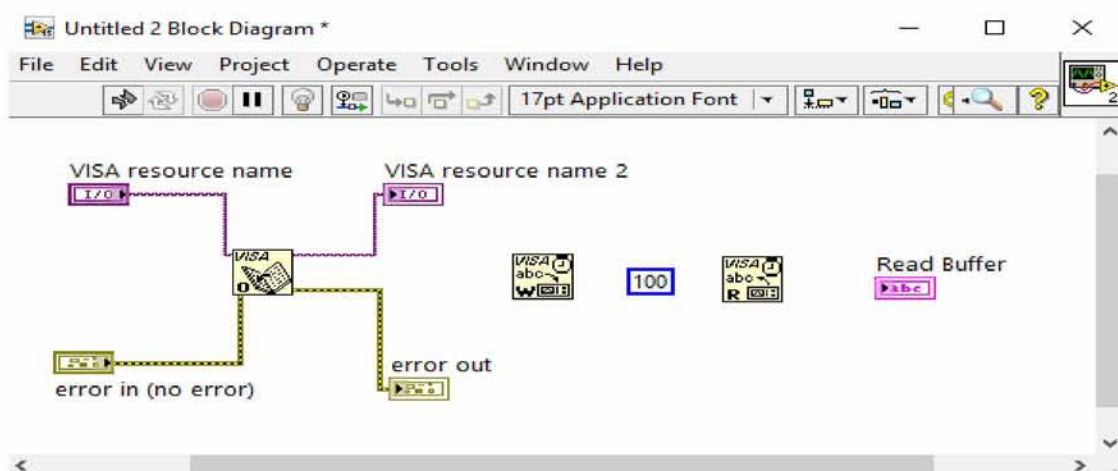 Untitled 2 Block Diagram *
File Edit View Project Operate Tools Window Help
17pt Application Font
2
VISA resource name
VISA resource name 2
I/O
I/O
VISA
O
VISA
abc
W
100
VISA
abc
R
Read Buffer
abc
error in (no error)
error out